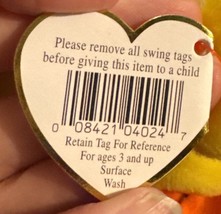 Please remove all swing tags
before giving this item to a child
0 08421 04024 7
Retain Tag For Reference
For ages 3 and up
Surface
Wash